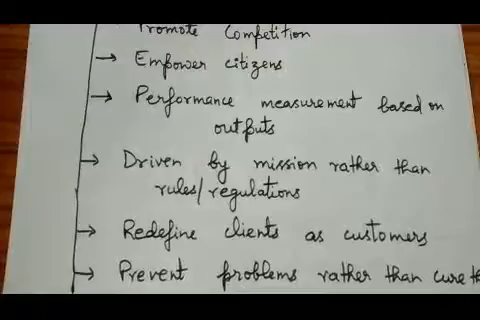 Promote Competition
→ Empower citizens
→ Performance measurement based on
outputs
→ Driven by mission rather than
rules/regulations
→ Redefine clients as customers
→ Prevent problems rather than cure